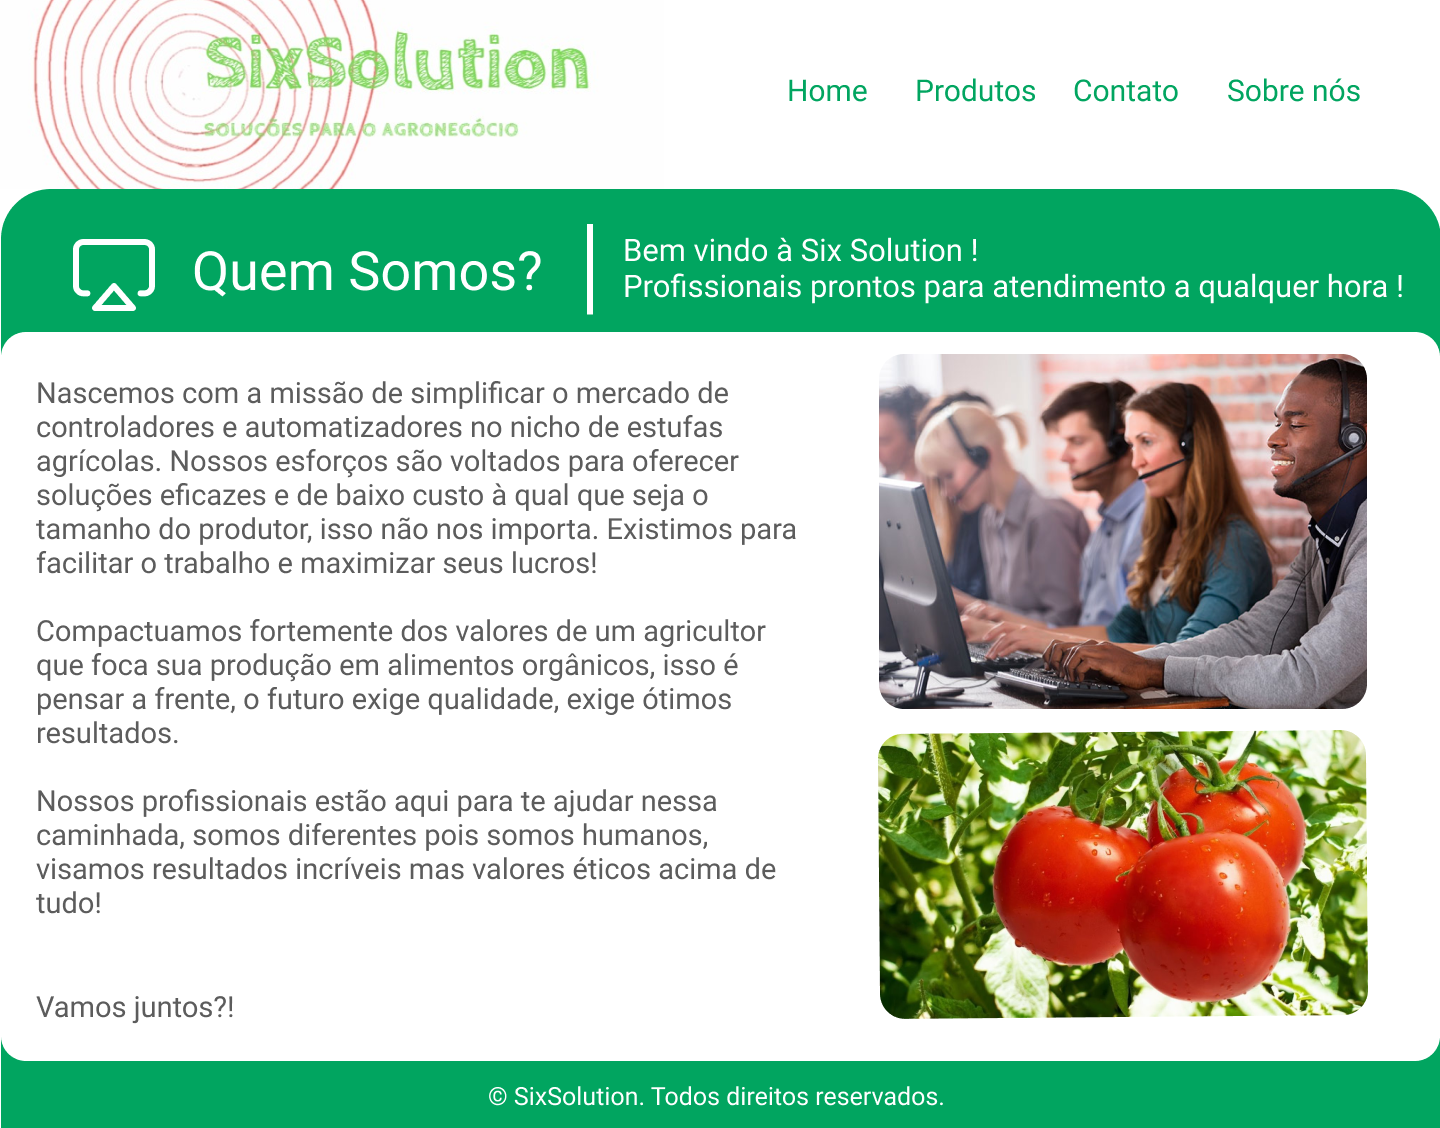 SixSolution
SOLUÇÕES PARA O AGRONEGÓCIO
Home Produtos Contato Sobre nós
Quem Somos?
Bem vindo à Six Solution !
Profissionais prontos para atendimento a qualquer hora !
Nascemos com a missão de simplificar o mercado de
controladores e automatizadores no nicho de estufas
agrícolas. Nossos esforços são voltados para oferecer
soluções eficazes e de baixo custo à qual que seja o
tamanho do produtor, isso não nos importa. Existimos para
facilitar o trabalho e maximizar seus lucros!
Compactuamos fortemente dos valores de um agricultor
que foca sua produção em alimentos orgânicos, isso é
pensar a frente, o futuro exige qualidade, exige ótimos
resultados.
Nossos profissionais estão aqui para te ajudar nessa
caminhada, somos diferentes pois somos humanos,
visamos resultados incríveis mas valores éticos acima de
tudo!
Vamos juntos?!
© SixSolution. Todos direitos reservados.